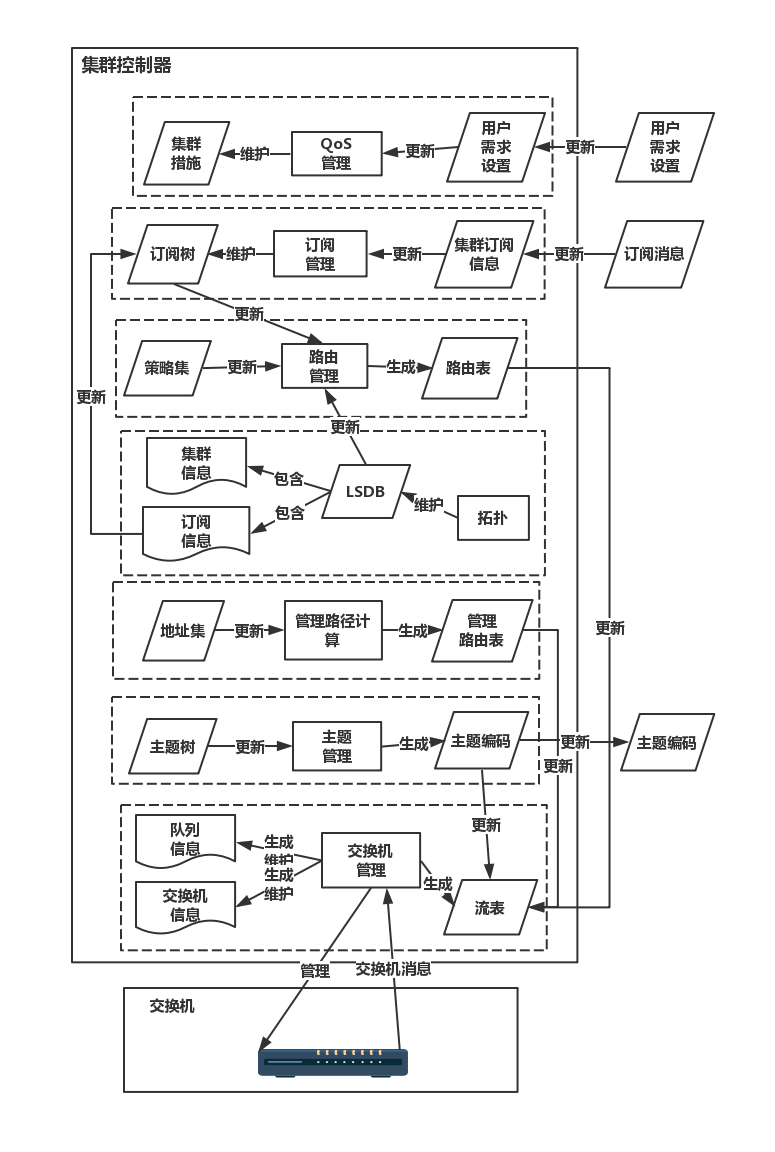 集群控制器
集群
措施
维护
QoS
管理
更新
用户
需求
设置
更新
用户
需求
设置
订阅树
维护
订阅
管理
更新
集群订阅
信息
更新
订阅消息
更新
策略集
更新
路由
管理
生成
路由表
更新
更新
集群
信息
包含
LSDB
维护
拓扑
订阅
信息
包含
地址集
更新
管理路径计
算
生成
管理
路由表
更新
主题树
更新
主题
管理
生成
主题编码
更新
主题编码
更新
更新
队列
信息
生成
维护
交换机
管理
生成
维护
交换机
信息
生成
流表
管理
交换机消息
交换机